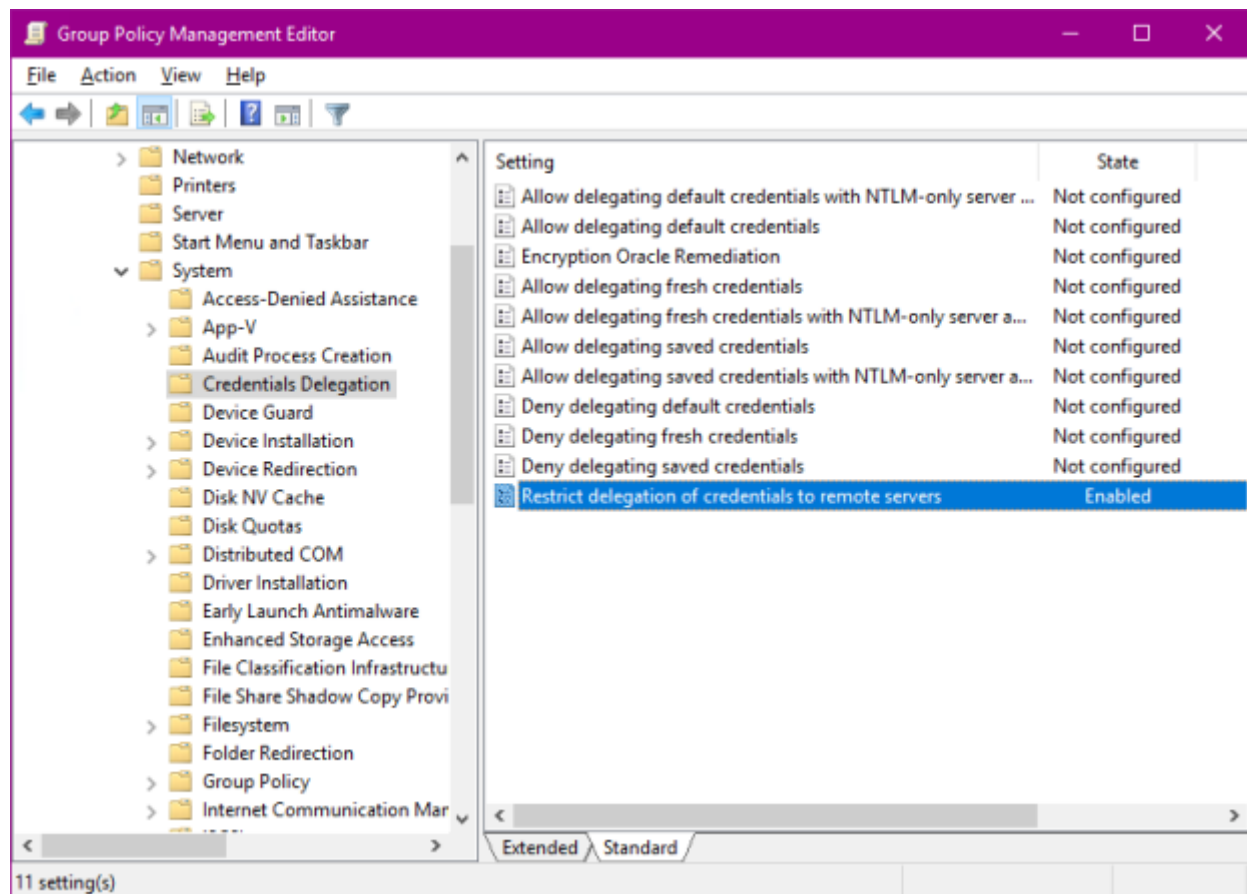 Group Policy Management Editor
File Action View Help
Network
Printers
Server
Start Menu and Taskbar
System
Access-Denied Assistance
App-V
Audit Process Creation
Credentials Delegation
Device Guard
Device Installation
Device Redirection
Disk NV Cache
Disk Quotas
Distributed COM
Driver Installation
Early Launch Antimalware
Enhanced Storage Access
File Classification Infrastructu
File Share Shadow Copy Provi
Filesystem
Folder Redirection
Group Policy
Internet Communication Mar
Setting State
Allow delegating default credentials with NTLM-only server ... Not configured
Allow delegating default credentials Not configured
Encryption Oracle Remediation Not configured
Allow delegating fresh credentials Not configured
Allow delegating fresh credentials with NTLM-only server a... Not configured
Allow delegating saved credentials Not configured
Allow delegating saved credentials with NTLM-only server a... Not configured
Deny delegating default credentials Not configured
Deny delegating fresh credentials Not configured
Deny delegating saved credentials Not configured
Restrict delegation of credentials to remote servers Enabled
Extended Standard
11 setting(s)